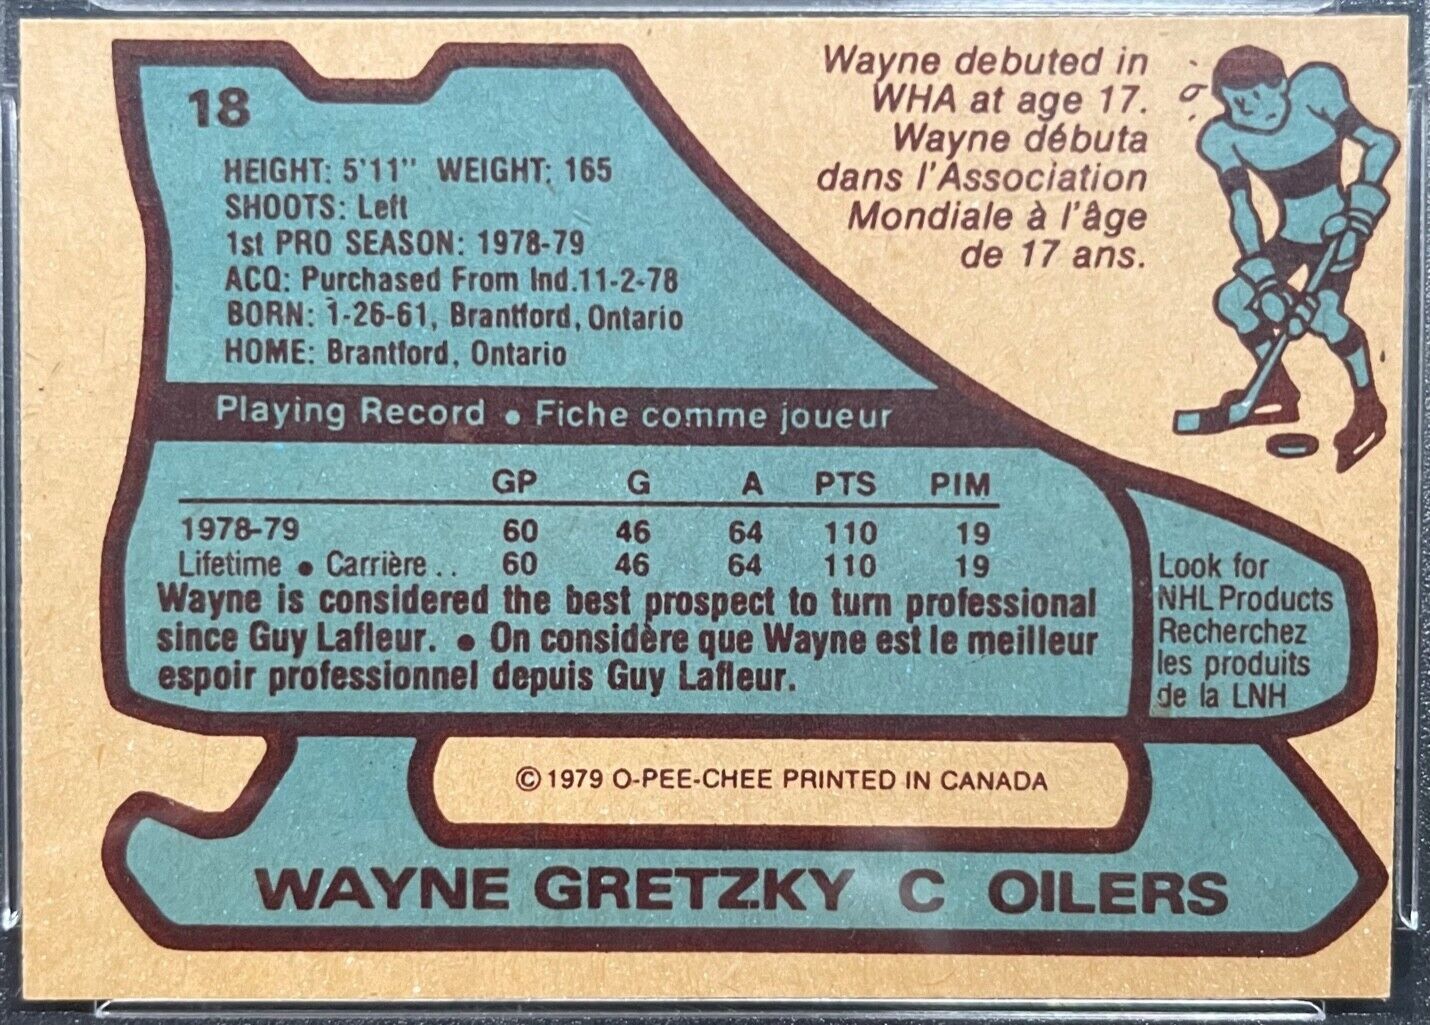 18
HEIGHT: 5'11" WEIGHT: 165
SHOOTS: Left
1st PRO SEASON: 1978-79
ACQ: Purchased From Ind.11-2-78
BORN: 1-26-61, Brantford, Ontario
HOME: Brantford, Ontario
Wayne debuted in
WHA at age 17.
Wayne débuta
dans l'Association
Mondiale à l'âge
de 17 ans.
Playing Record • Fiche comme joueur
GP G A PTS PIM
1978-79 60 46 64 110 19
Lifetime • Carrière .. 60 46 64 110 19
Wayne is considered the best prospect to turn professional
since Guy Lafleur. • On considère que Wayne est le meilleur
espoir professionnel depuis Guy Lafleur.
Look for
NHL Products
Recherchez
les produits
de la LNH
© 1979 O-PEE-CHEE PRINTED IN CANADA
WAYNE GRETZKY C OILERS